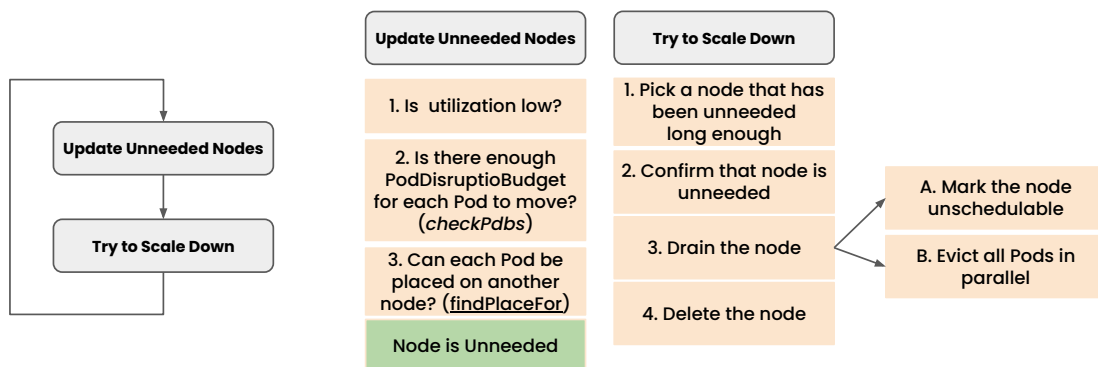 Update Unneeded Nodes
Try to Scale Down
Update Unneeded Nodes
1. Is utilization low?
2. Is there enough
PodDisruptioBudget
for each Pod to move?
(checkPdbs)
3. Can each Pod be
placed on another
node? (findPlaceFor)
Node is Unneeded
Try to Scale Down
1. Pick a node that has
been unneeded
long enough
2. Confirm that node is
unneeded
3. Drain the node
4. Delete the node
A. Mark the node
unschedulable
B. Evict all Pods in
parallel